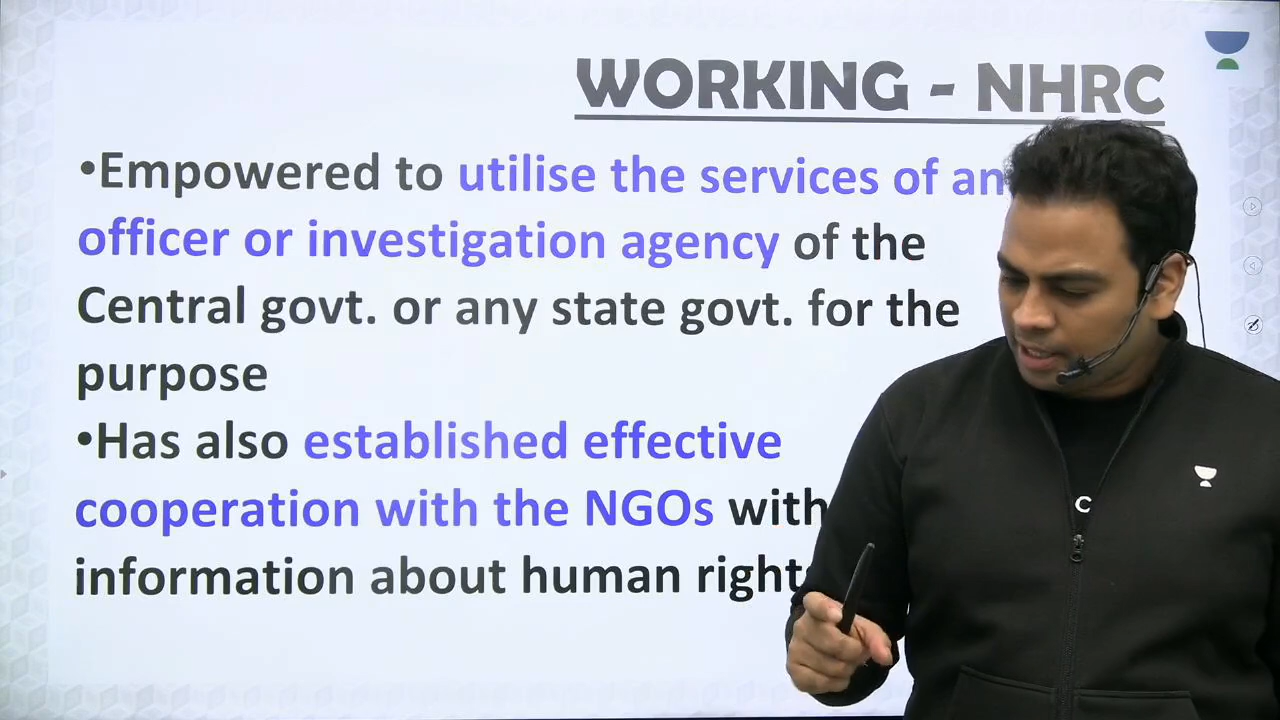 WORKING - NHRC
•Empowered to utilise the services of an
officer or investigation agency of the
Central govt. or any state govt. for the
purpose
•Has also established effective
cooperation with the NGOs with
information about human rights
C